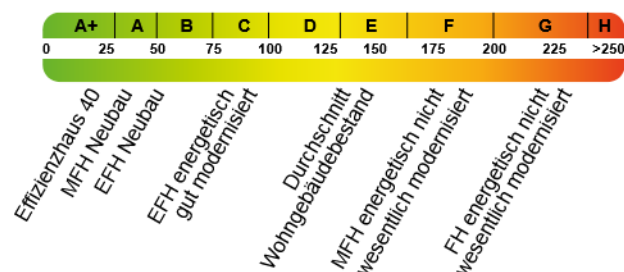 A+ A B C D E F G H
0 25 50 75 100 125 150 175 200 225 >250
Effizienzhaus 40
MFH Neubau
EFH Neubau
EFH energetisch
gut modernisiert
Durchschnitt
Wohngebäudebestand
MFH energetisch nicht
wesentlich modernisiert
FH energetisch nicht
wesentlich modernisiert